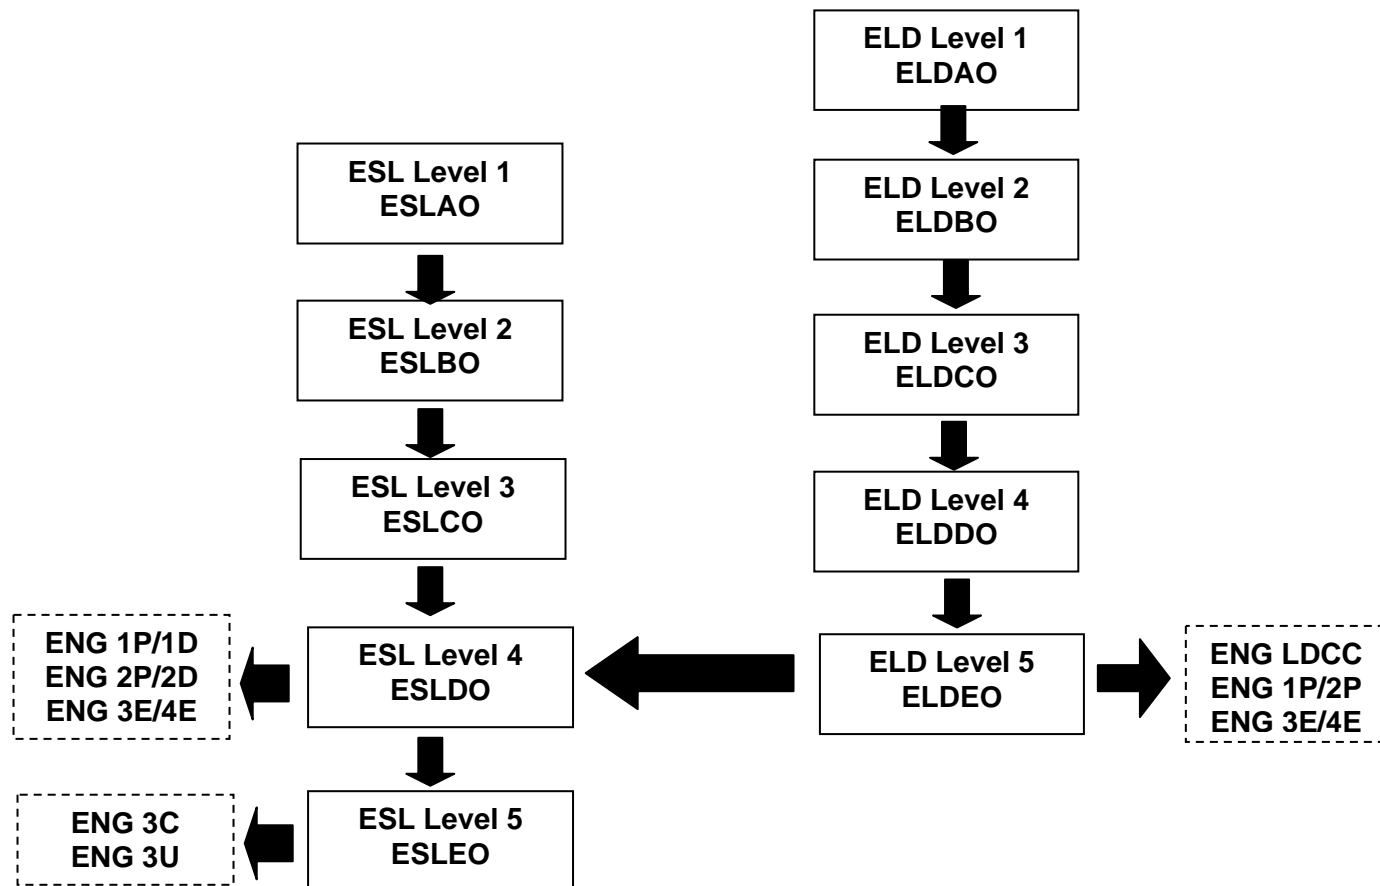 ELD Level 1
ELDAO
ESL Level 1
ESLAO
ELD Level 2
ELDBO
ESL Level 2
ESLBO
ELD Level 3
ELDCO
ESL Level 3
ESLCO
ELD Level 4
ELDDO
ENG 1P/1D
ENG 2P/2D
ENG 3E/4E
ESL Level 4
ESLDO
ELD Level 5
ELDEO
ENG LDCC
ENG 1P/2P
ENG 3E/4E
ENG 3C
ENG 3U
ESL Level 5
ESLEO